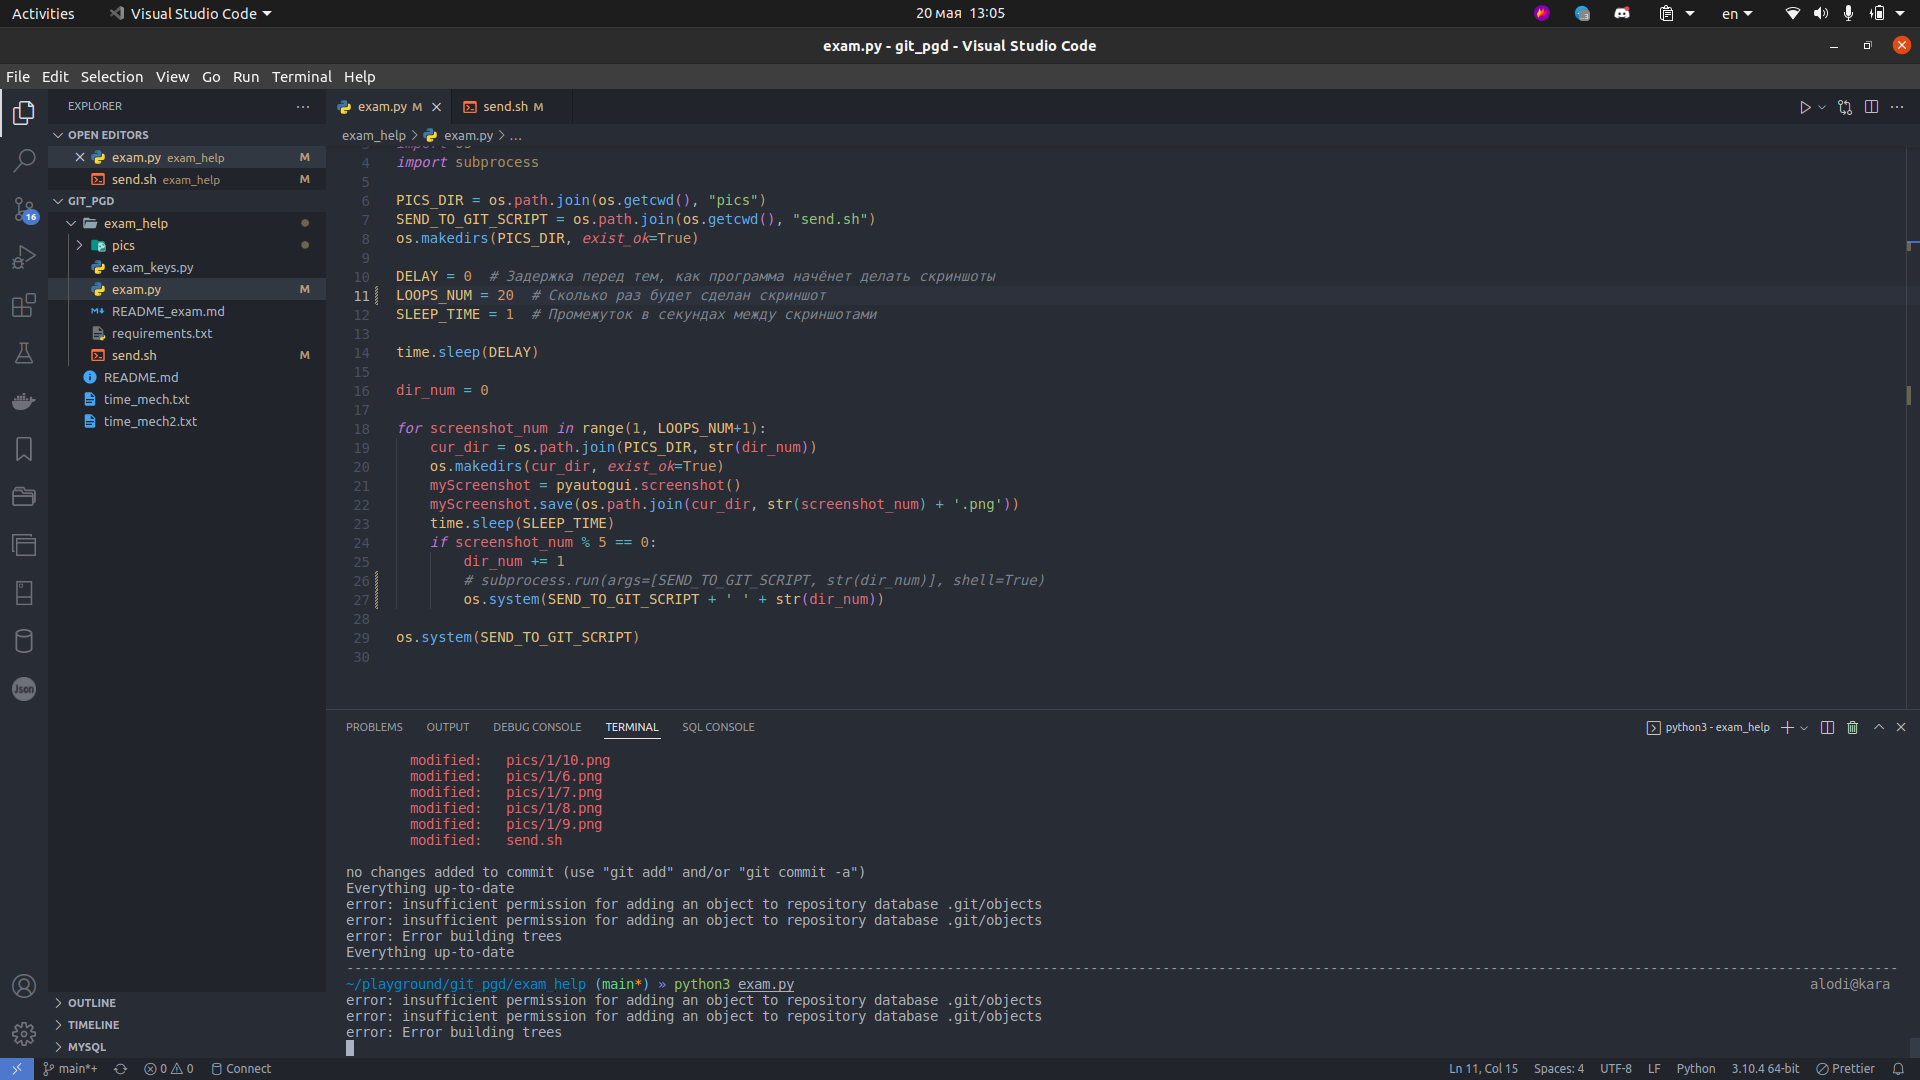 Activities
Visual Studio Code
20 мая 13:05
en
exam.py - git_pgd - Visual Studio Code
File Edit Selection View Go Run Terminal Help
EXPLORER
OPEN EDITORS
exam.py exam_help M
send.sh exam_help M
GIT_PGD
exam_help
pics
exam_keys.py
exam.py M
README_exam.md
requirements.txt
send.sh M
README.md
time_mech.txt
time_mech2.txt
OUTLINE
TIMELINE
MYSQL
16
Json
exam.py M
send.sh M
exam_help > exam.py > ...
4 import subprocess
5
6 PICS_DIR = os.path.join(os.getcwd(), "pics")
7 SEND_TO_GIT_SCRIPT = os.path.join(os.getcwd(), "send.sh")
8 os.makedirs(PICS_DIR, exist_ok=True)
9
10 DELAY = 0 # Задержка перед тем, как программа начёнет делать скриншоты
11 LOOPS_NUM = 20 # Сколько раз будет сделан скриншот
12 SLEEP_TIME = 1 # Промежуток в секундах между скриншотами
13
14 time.sleep(DELAY)
15
16 dir_num = 0
17
18 for screenshot_num in range(1, LOOPS_NUM+1):
19 cur_dir = os.path.join(PICS_DIR, str(dir_num))
20 os.makedirs(cur_dir, exist_ok=True)
21 myScreenshot = pyautogui.screenshot()
22 myScreenshot.save(os.path.join(cur_dir, str(screenshot_num) + '.png'))
23 time.sleep(SLEEP_TIME)
24 if screenshot_num % 5 == 0:
25 dir_num += 1
26 # subprocess.run(args=[SEND_TO_GIT_SCRIPT, str(dir_num)], shell=True)
27 os.system(SEND_TO_GIT_SCRIPT + ' ' + str(dir_num))
28
29 os.system(SEND_TO_GIT_SCRIPT)
30
PROBLEMS OUTPUT DEBUG CONSOLE TERMINAL SQL CONSOLE
python3 - exam_help
modified: pics/1/10.png
modified: pics/1/6.png
modified: pics/1/7.png
modified: pics/1/8.png
modified: pics/1/9.png
modified: send.sh
no changes added to commit (use "git add" and/or "git commit -a")
Everything up-to-date
error: insufficient permission for adding an object to repository database .git/objects
error: insufficient permission for adding an object to repository database .git/objects
error: Error building trees
Everything up-to-date
~/playground/git_pgd/exam_help (main*) » python3 exam.py alodi@kara
error: insufficient permission for adding an object to repository database .git/objects
error: insufficient permission for adding an object to repository database .git/objects
error: Error building trees
main*+ 0 0 Connect Ln 11, Col 15 Spaces: 4 UTF-8 LF Python 3.10.4 64-bit Prettier